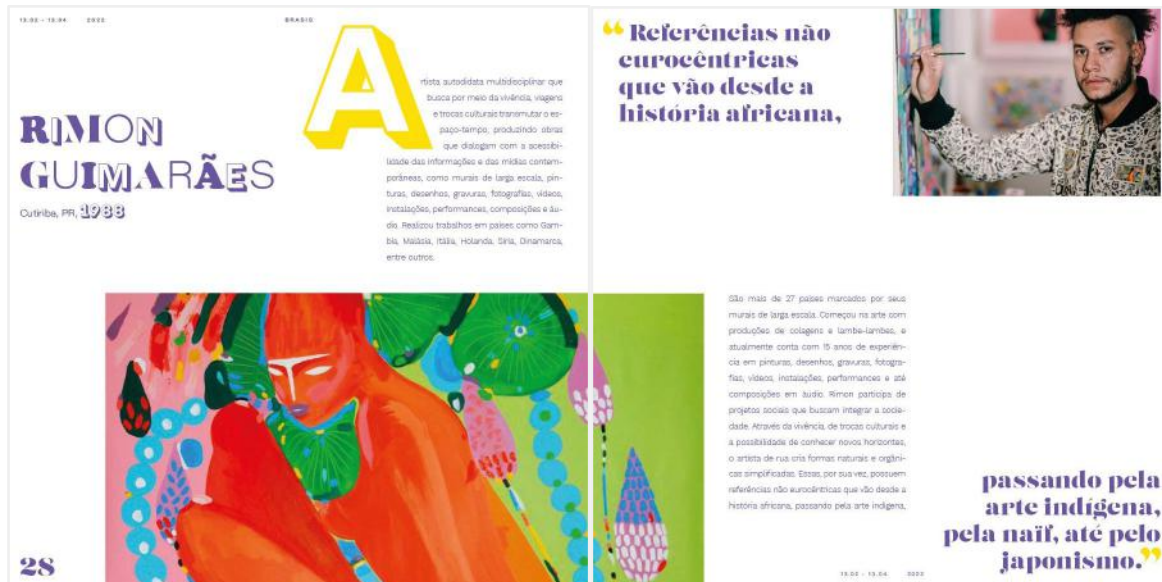 15.02 - 15.04 2022 BRASIO
RIMON
GUIMARÃES
Cutiriba, PR, 1988
A
rtista autodidata multidisciplinar que
busca por meio da vivência, viagens
e trocas culturais transmutar o es-
paço-tempo, produzindo obras
que dialogam com a acessibi-
lidade das informações e das mídias contem-
porâneas, como murais de larga escala, pin-
turas, desenhos, gravuras, fotografias, vídeos,
instalações, performances, composições e áu-
dio. Realizou trabalhos em países como Gam-
bia, Malásia, Itália, Holanda, Síria, Dinamarca,
entre outros.
28
“ Referências não
eurocêntricas
que vão desde a
história africana,
São mais de 27 países marcados por seus
murais de larga escala. Começou na arte com
produções de colagens e lambe-lambes, e
atualmente conta com 15 anos de experiên-
cia em pinturas, desenhos, gravuras, fotogra-
fias, vídeos, instalações, performances e até
composições em áudio. Rimon participa de
projetos sociais que buscam integrar a socie-
dade. Através da vivência, de trocas culturais e
a possibilidade de conhecer novos horizontes,
o artista de rua cria formas naturais e orgâni-
cas simplificadas. Essas, por sua vez, possuem
referências não eurocêntricas que vão desde a
história africana, passando pela arte indígena,
passando pela
arte indígena,
pela naïf, até pelo
japonismo.”
15.02 - 15.04 2022